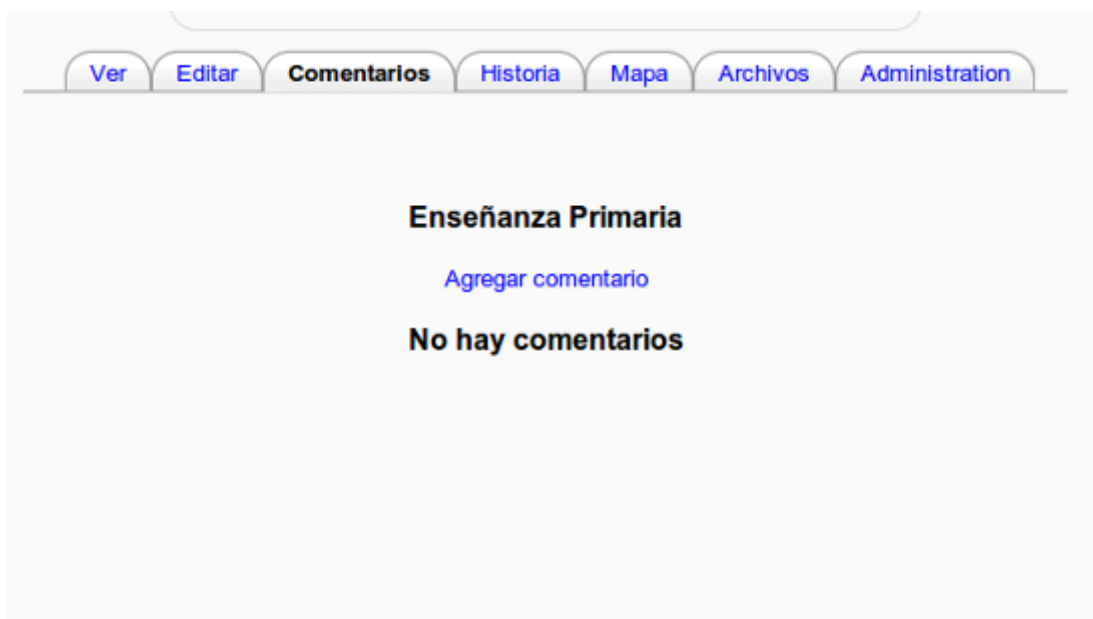 Ver Editar Comentarios Historia Mapa Archivos Administration
Enseñanza Primaria
Agregar comentario
No hay comentarios